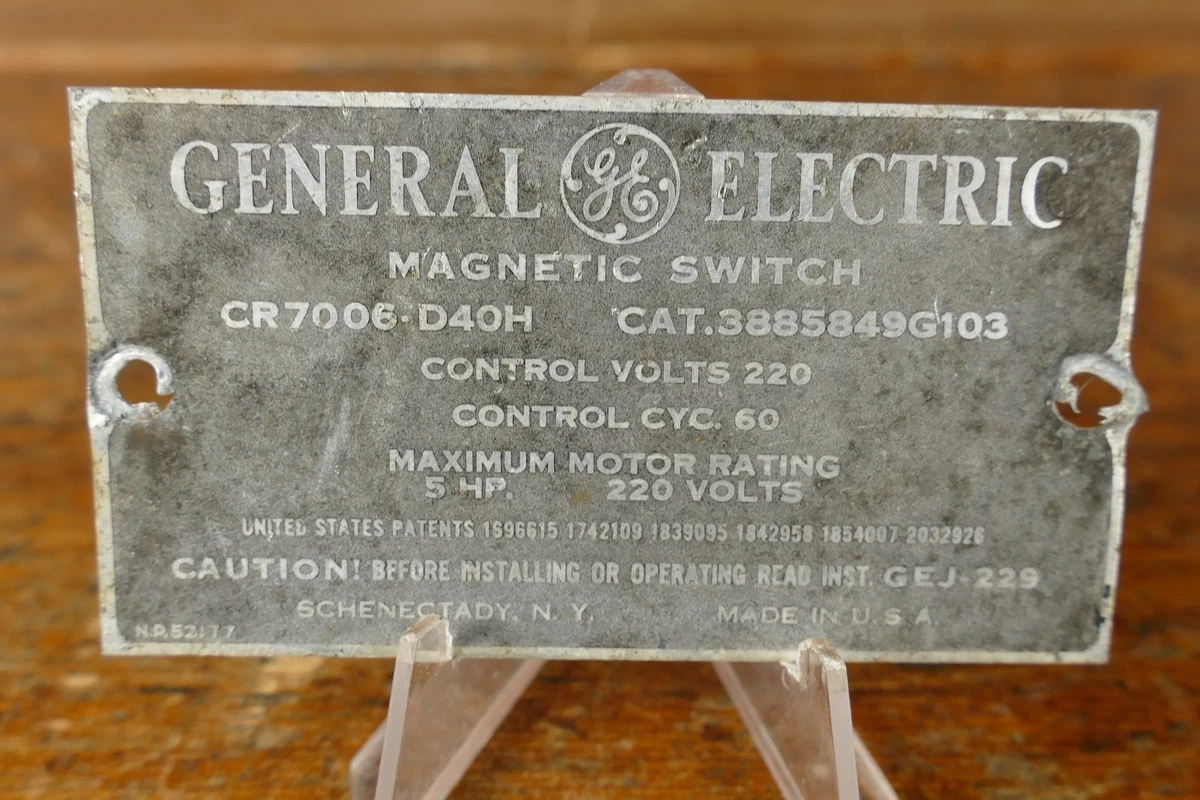 GENERAL GE ELECTRIC
MAGNETIC SWITCH
CR7006-D40H CAT.3885849G103
CONTROL VOLTS 220
CONTROL CYC. 60
MAXIMUM MOTOR RATING
5 HP. 220 VOLTS
UNITED STATES PATENTS 1696615 1742109 1839095 1842958 1854007 2032926
CAUTION! BEFORE INSTALLING OR OPERATING READ INST. GEJ-229
SCHENECTADY, N. Y. MADE IN U. S. A.
N.P.52177